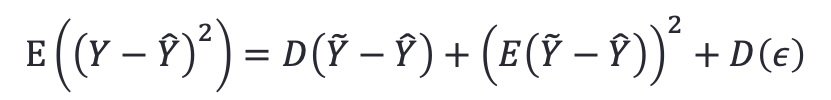 E((Y − Ŷ)²) = D(Ỹ − Ŷ) + (E(Ỹ − Ŷ))² + D(ϵ)